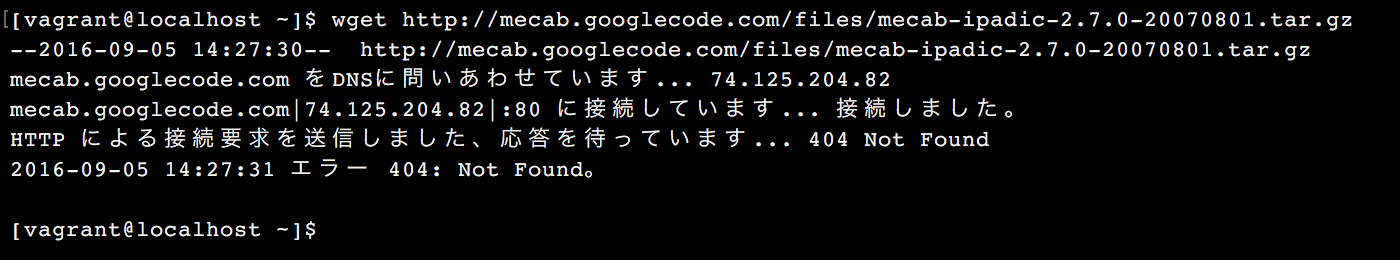 [vagrant@localhost ~]$ wget http://mecab.googlecode.com/files/mecab-ipadic-2.7.0-20070801.tar.gz
--2016-09-05 14:27:30--  http://mecab.googlecode.com/files/mecab-ipadic-2.7.0-20070801.tar.gz
mecab.googlecode.com をDNSに問いあわせています... 74.125.204.82
mecab.googlecode.com|74.125.204.82|:80 に接続しています... 接続しました。
HTTP による接続要求を送信しました、応答を待っています... 404 Not Found
2016-09-05 14:27:31 エラー 404: Not Found。
[vagrant@localhost ~]$